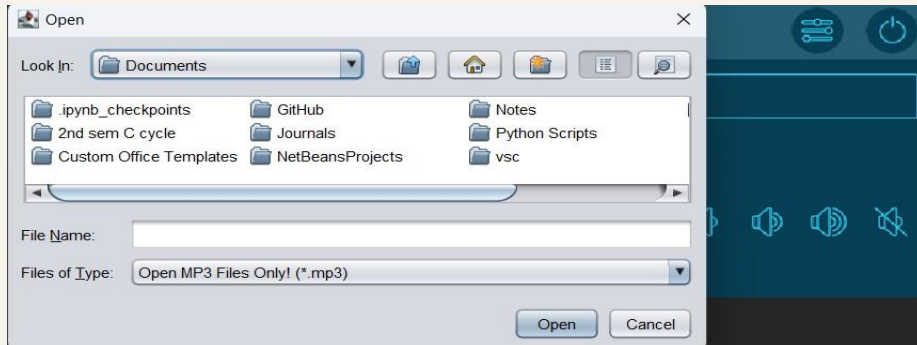 Open
Look In: Documents
.ipynb_checkpoints GitHub Notes
2nd sem C cycle Journals Python Scripts
Custom Office Templates NetBeansProjects vsc
File Name:
Files of Type: Open MP3 Files Only! (*.mp3)
Open Cancel